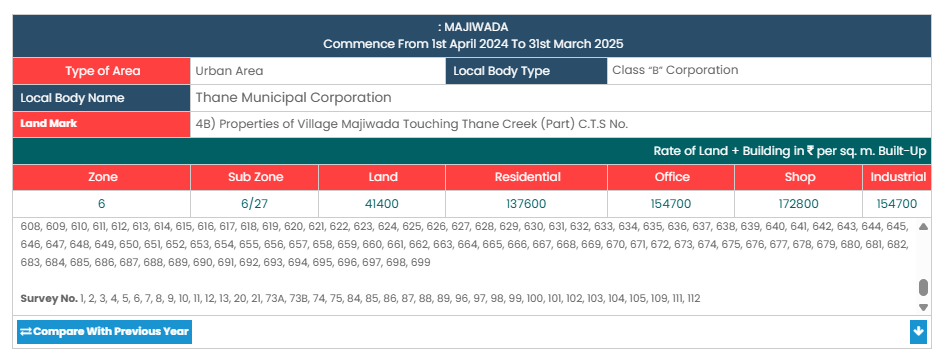 : MAJIWADA
Commence From 1st April 2024 To 31st March 2025
Type of Area Urban Area Local Body Type Class "B" Corporation
Local Body Name Thane Municipal Corporation
Land Mark 4B) Properties of Village Majiwada Touching Thane Creek (Part) C.T.S No.
Rate of Land + Building in ₹ per sq. m. Built-Up
Zone Sub Zone Land Residential Office Shop Industrial
6 6/27 41400 137600 154700 172800 154700
608, 609, 610, 611, 612, 613, 614, 615, 616, 617, 618, 619, 620, 621, 622, 623, 624, 625, 626, 627, 628, 629, 630, 631, 632, 633, 634, 635, 636, 637, 638, 639, 640, 641, 642, 643, 644, 645,
646, 647, 648, 649, 650, 651, 652, 653, 654, 655, 656, 657, 658, 659, 660, 661, 662, 663, 664, 665, 666, 667, 668, 669, 670, 671, 672, 673, 674, 675, 676, 677, 678, 679, 680, 681, 682,
683, 684, 685, 686, 687, 688, 689, 690, 691, 692, 693, 694, 695, 696, 697, 698, 699
Survey No. 1, 2, 3, 4, 5, 6, 7, 8, 9, 10, 11, 12, 13, 20, 21, 73A, 73B, 74, 75, 84, 85, 86, 87, 88, 89, 96, 97, 98, 99, 100, 101, 102, 103, 104, 105, 109, 111, 112
Compare With Previous Year